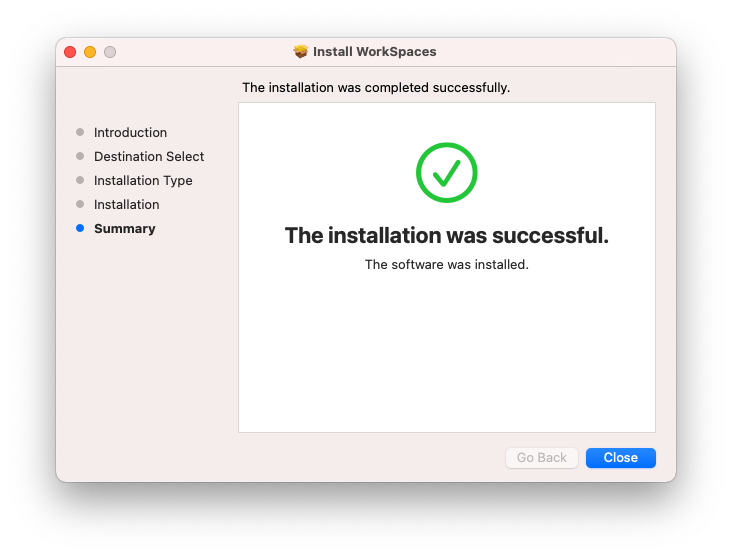 Install WorkSpaces
The installation was completed successfully.
Introduction
Destination Select
Installation Type
Installation
Summary
The installation was successful.
The software was installed.
Go Back
Close